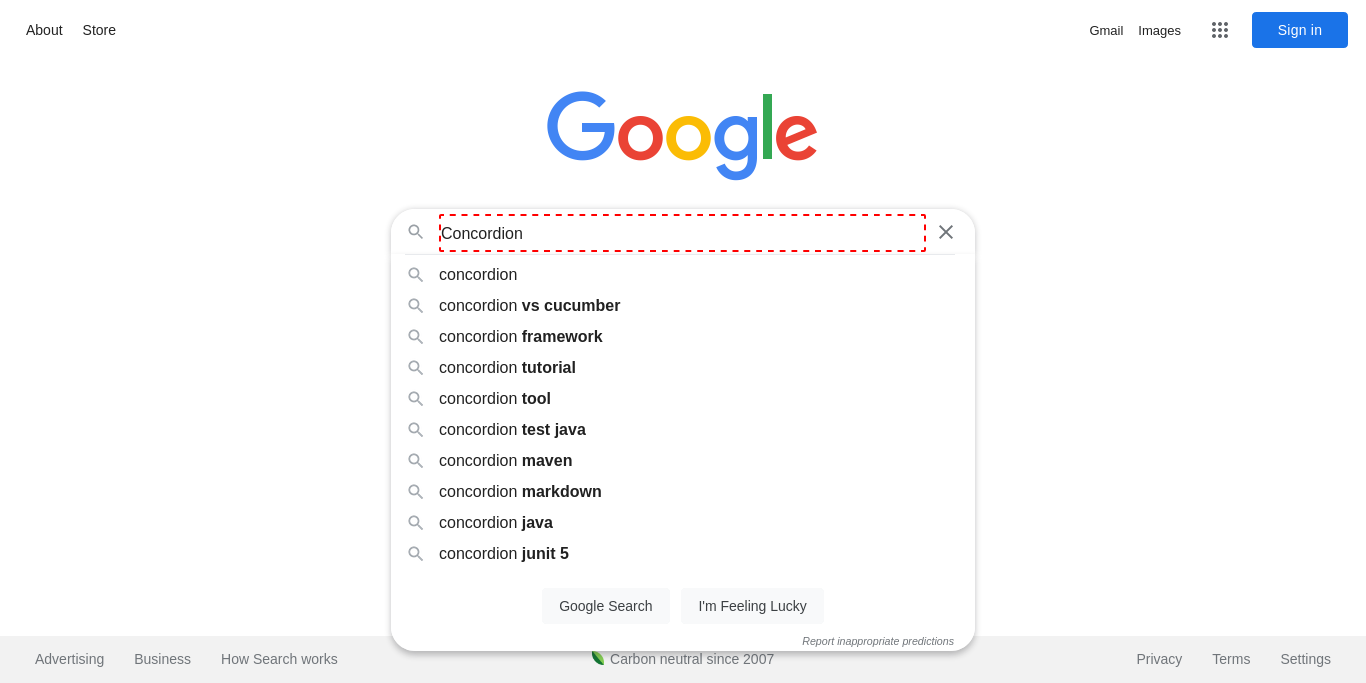 About Store Gmail Images Sign in
Google
Concordion
concordion
concordion vs cucumber
concordion framework
concordion tutorial
concordion tool
concordion test java
concordion maven
concordion markdown
concordion java
concordion junit 5
Google Search I'm Feeling Lucky
Report inappropriate predictions
Advertising Business How Search works Carbon neutral since 2007 Privacy Terms Settings